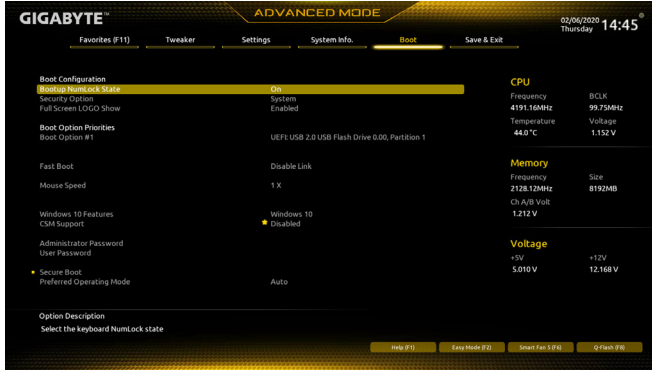 GIGABYTE™
ADVANCED MODE
02/06/2020
Thursday
14:45
Favorites (F11)
Tweaker
Settings
System Info.
Boot
Save & Exit
Boot Configuration
Bootup NumLock State On
Security Option System
Full Screen LOGO Show Enabled
Boot Option Priorities
Boot Option #1 UEFI: USB 2.0 USB Flash Drive 0.00, Partition 1
Fast Boot Disable Link
Mouse Speed 1 X
Windows 10 Features Windows 10
CSM Support Disabled
Administrator Password
User Password
Secure Boot
Preferred Operating Mode Auto
Option Description
Select the keyboard NumLock state
CPU
Frequency BCLK
4191.16MHz 99.75MHz
Temperature Voltage
44.0 °C 1.152 V
Memory
Frequency Size
2128.12MHz 8192MB
Ch A/B Volt
1.212 V
Voltage
+5V +12V
5.010 V 12.168 V
Help (F1)
Easy Mode (F2)
Smart Fan 5 (F6)
Q-Flash (F8)